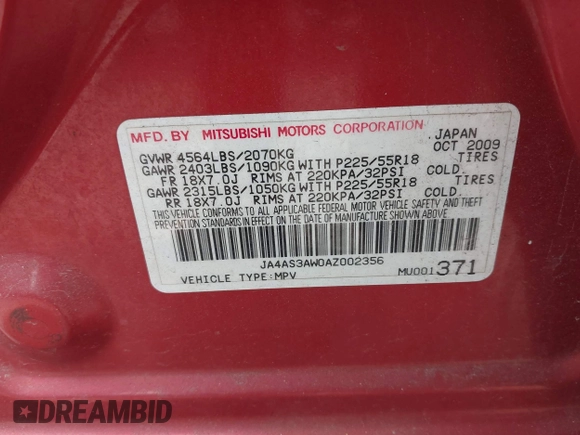 MFD. BY MITSUBISHI MOTORS CORPORATION JAPAN
OCT 2009
GVWR 4564LBS/2070KG
GAWR 2403LBS/1090KG WITH P225/55R18 TIRES
FR 18X7.0J RIMS AT 220KPA/32PSI COLD.
GAWR 2315LBS/1050KG WITH P225/55R18 TIRES
RR 18X7.0J RIMS AT 220KPA/32PSI COLD.
THIS VEHICLE CONFORMS TO ALL APPLICABLE FEDERAL MOTOR VEHICLE SAFETY AND THEFT
PREVENTION STANDARDS IN EFFECT ON THE DATE OF MANUFACTURE SHOWN ABOVE.
JA4AS3AW0AZ002356
VEHICLE TYPE:MPV MU001371
DREAMBID